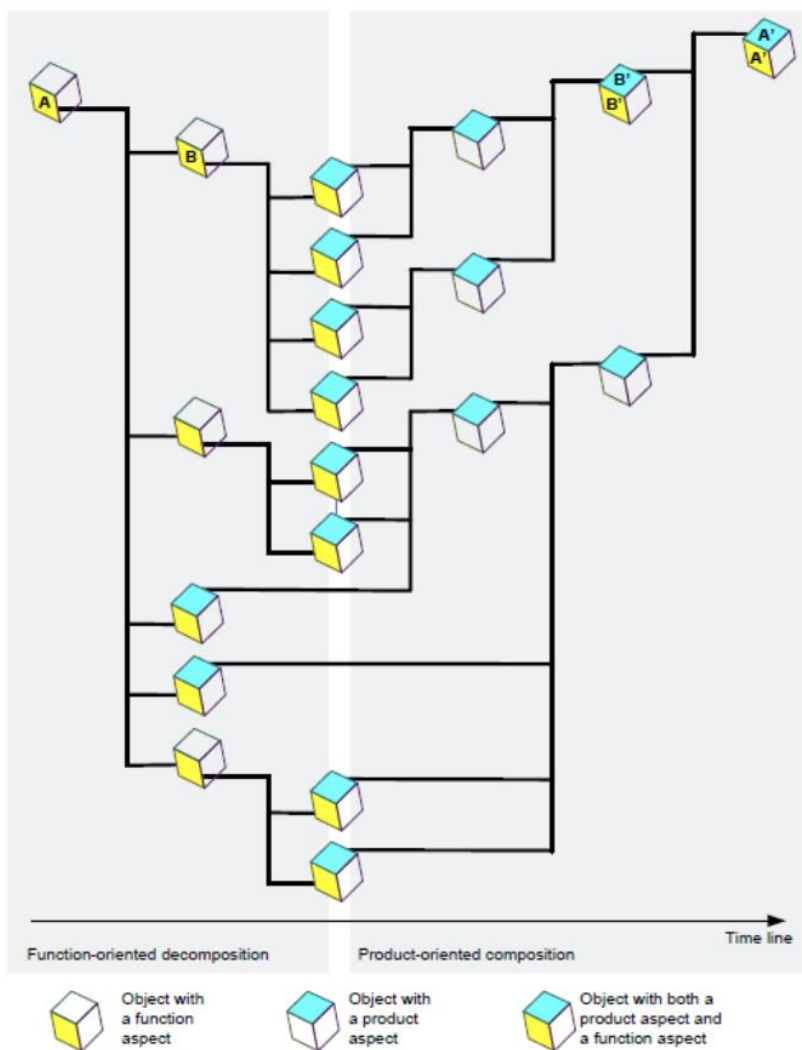 A'
A'
B'
B'
A
B
Time line
Function-oriented decomposition
Product-oriented composition
Object with
a function
aspect
Object with
a product
aspect
Object with both a
product aspect and
a function aspect